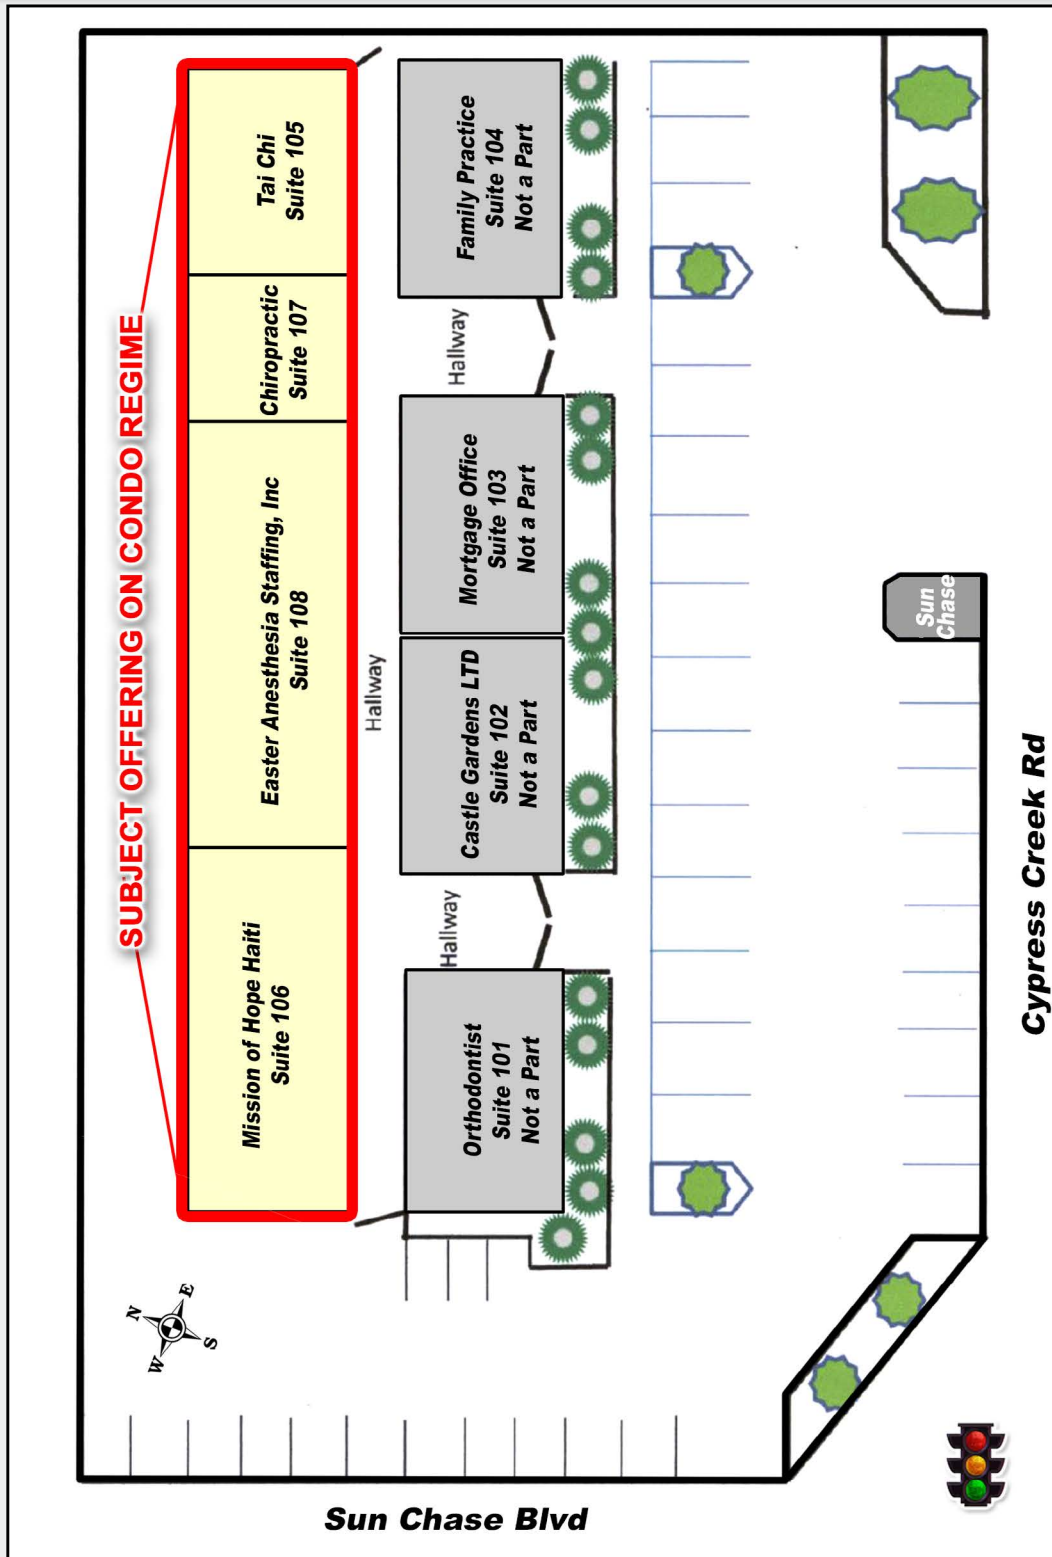 SUBJECT OFFERING ON CONDO REGIME
Tai Chi
Suite 105
Chiropractic
Suite 107
Easter Anesthesia Staffing, Inc
Suite 108
Mission of Hope Haiti
Suite 106
Hallway
Family Practice
Suite 104
Not a Part
Hallway
Mortgage Office
Suite 103
Not a Part
Castle Gardens LTD
Suite 102
Not a Part
Hallway
Orthodontist
Suite 101
Not a Part
Sun
Chase
Cypress Creek Rd
N
E
W
S
Sun Chase Blvd